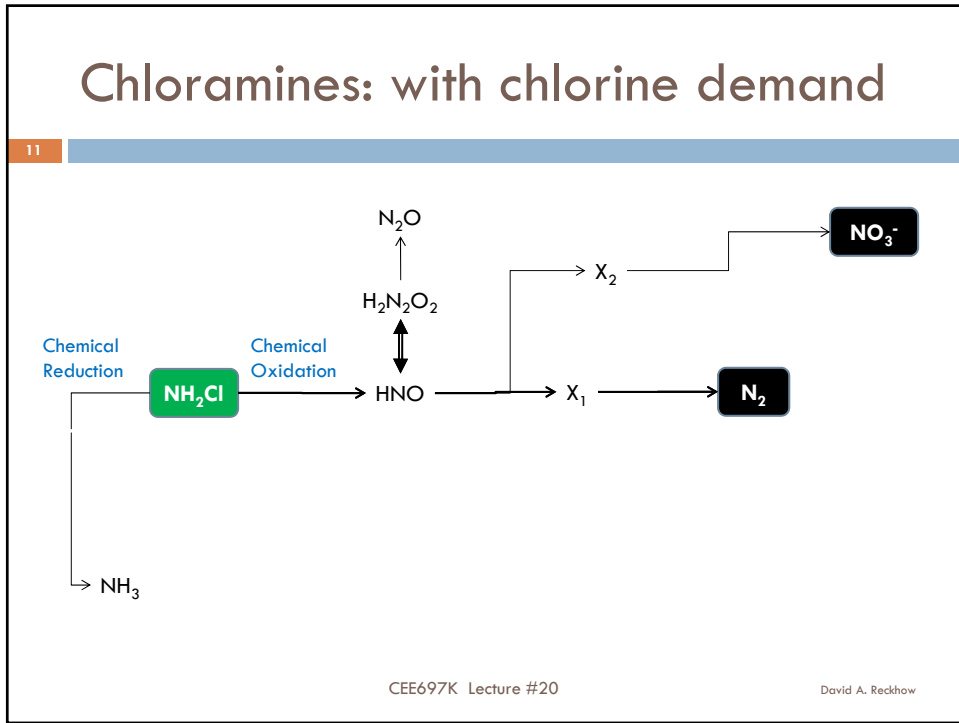 Chloramines: with chlorine demand
11
N₂O
NO₃⁻
X₂
H₂N₂O₂
Chemical
Reduction
Chemical
Oxidation
NH₂Cl
HNO
X₁
N₂
NH₃
CEE697K Lecture #20
David A. Reckhow